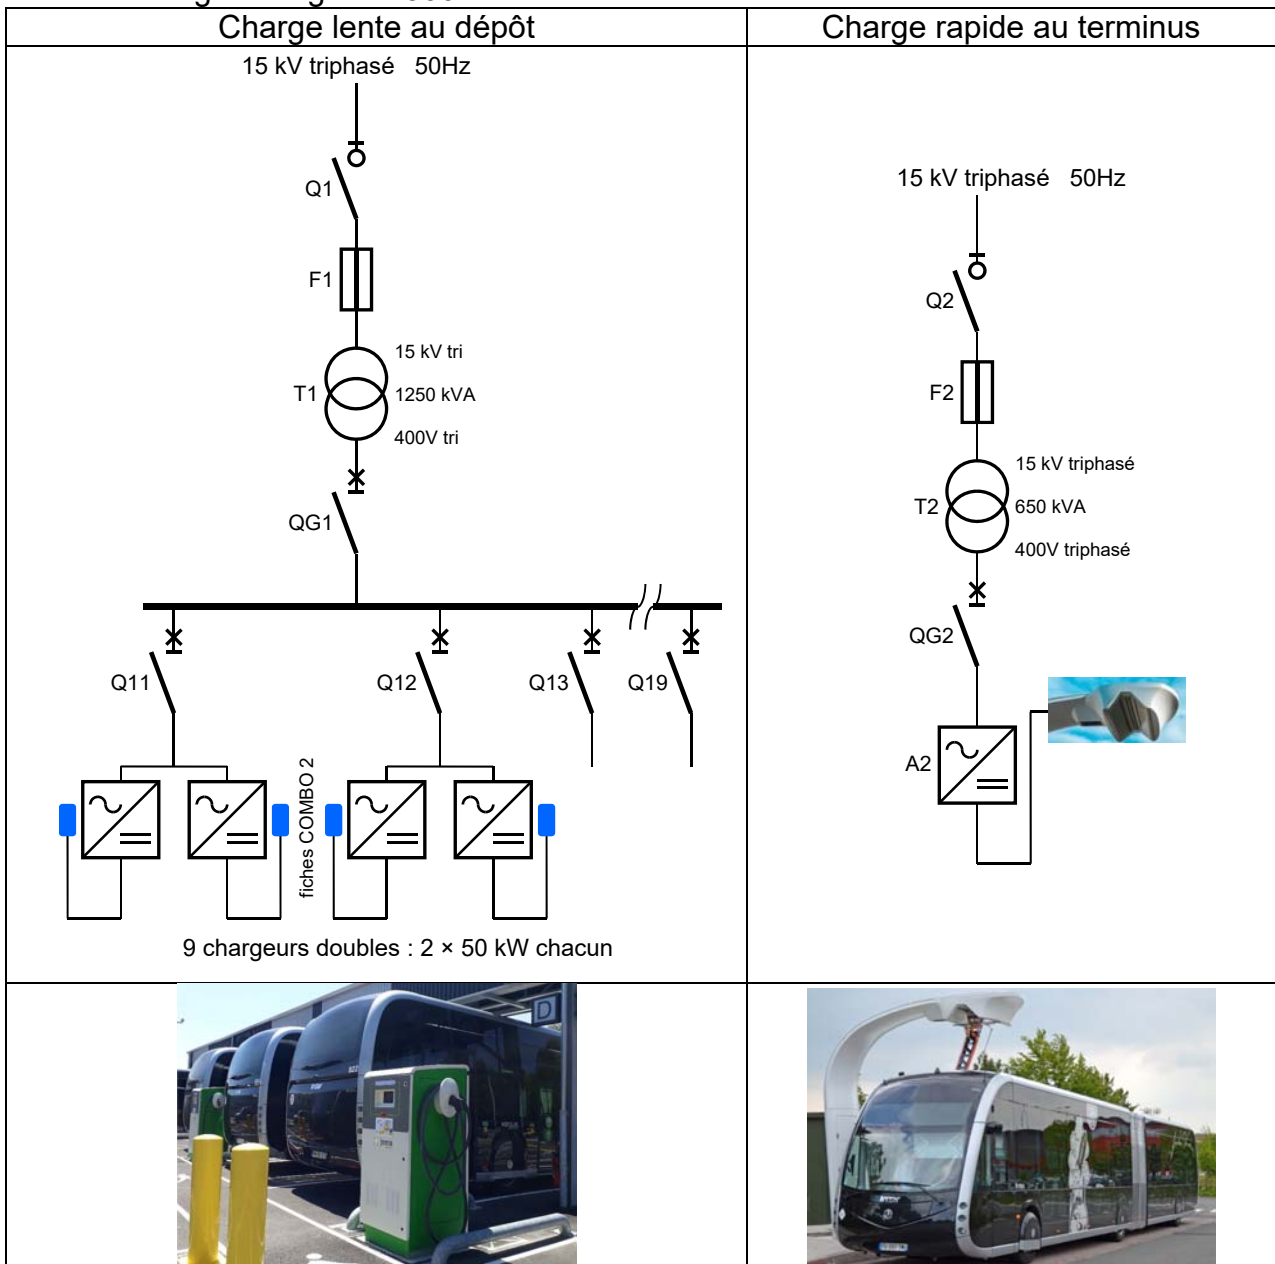 Charge lente au dépôt
Charge rapide au terminus
15 kV triphasé 50Hz
Q1
F1
T1
15 kV tri
1250 kVA
400V tri
QG1
Q11
Q12
Q13
Q19
fiches COMBO 2
9 chargeurs doubles : 2 × 50 kW chacun
15 kV triphasé 50Hz
Q2
F2
T2
15 kV triphasé
650 kVA
400V triphasé
QG2
A2
D